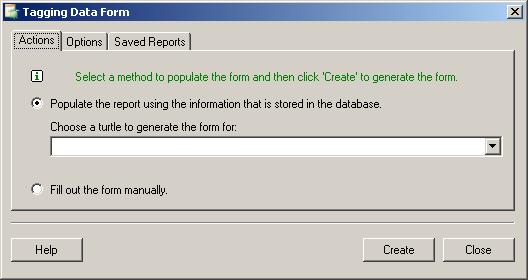 Tagging Data Form
Actions Options Saved Reports
Select a method to populate the form and then click 'Create' to generate the form.
Populate the report using the information that is stored in the database.
Choose a turtle to generate the form for:
Fill out the form manually.
Help Create Close